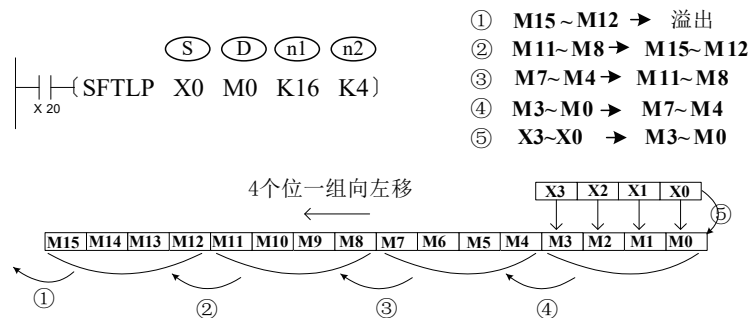 S D n1 n2
SFTLP X0 M0 K16 K4
X 20
① M15~M12 → 溢出
② M11~M8 → M15~M12
③ M7~M4 → M11~M8
④ M3~M0 → M7~M4
⑤ X3~X0 → M3~M0
4个位一组向左移
X3 X2 X1 X0
⑤
M15 M14 M13 M12 M11 M10 M9 M8 M7 M6 M5 M4 M3 M2 M1 M0
① ② ③ ④